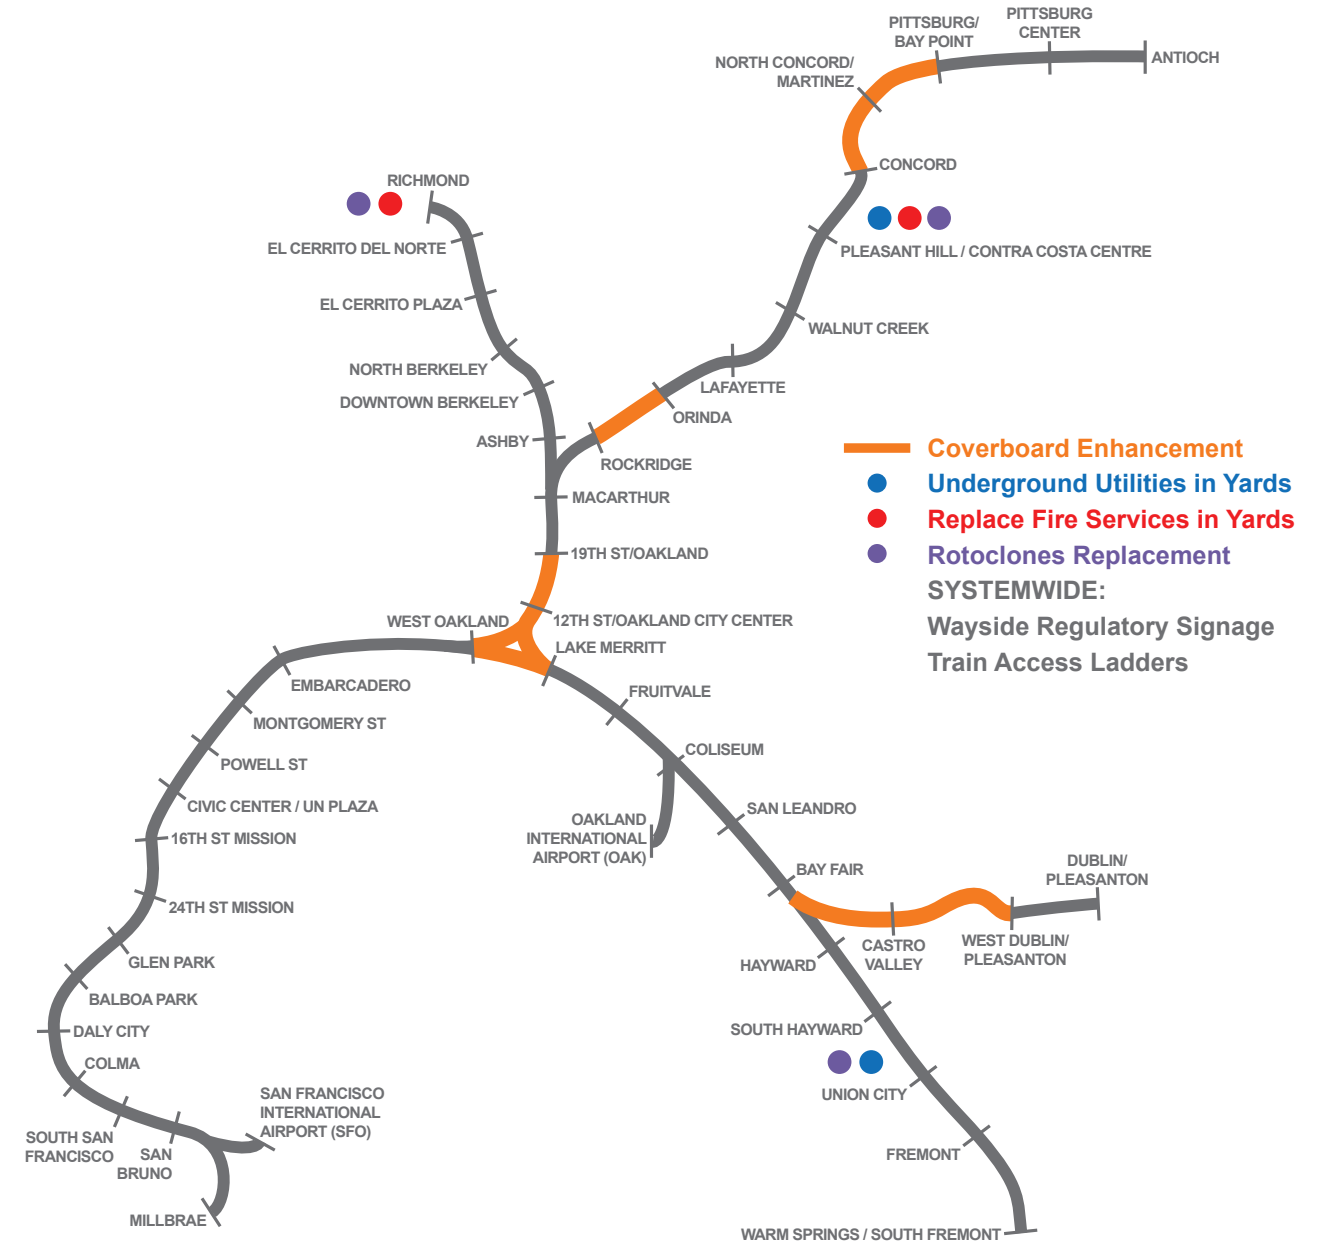 PITTSBURG/
BAY POINT
PITTSBURG
CENTER
ANTIOCH
NORTH CONCORD/
MARTINEZ
CONCORD
RICHMOND
EL CERRITO DEL NORTE
PLEASANT HILL / CONTRA COSTA CENTRE
EL CERRITO PLAZA
WALNUT CREEK
NORTH BERKELEY
LAFAYETTE
DOWNTOWN BERKELEY
ORINDA
ASHBY
ROCKRIDGE
MACARTHUR
19TH ST/OAKLAND
Coverboard Enhancement
Underground Utilities in Yards
Replace Fire Services in Yards
Rotoclones Replacement
SYSTEMWIDE:
Wayside Regulatory Signage
Train Access Ladders
WEST OAKLAND
12TH ST/OAKLAND CITY CENTER
LAKE MERRITT
EMBARCADERO
FRUITVALE
MONTGOMERY ST
COLISEUM
POWELL ST
CIVIC CENTER / UN PLAZA
SAN LEANDRO
OAKLAND
INTERNATIONAL
AIRPORT (OAK)
16TH ST MISSION
BAY FAIR
DUBLIN/
PLEASANTON
24TH ST MISSION
CASTRO
VALLEY
WEST DUBLIN/
PLEASANTON
GLEN PARK
HAYWARD
BALBOA PARK
DALY CITY
SOUTH HAYWARD
COLMA
UNION CITY
SAN FRANCISCO
INTERNATIONAL
AIRPORT (SFO)
SOUTH SAN
FRANCISCO
SAN
BRUNO
FREMONT
MILLBRAE
WARM SPRINGS / SOUTH FREMONT